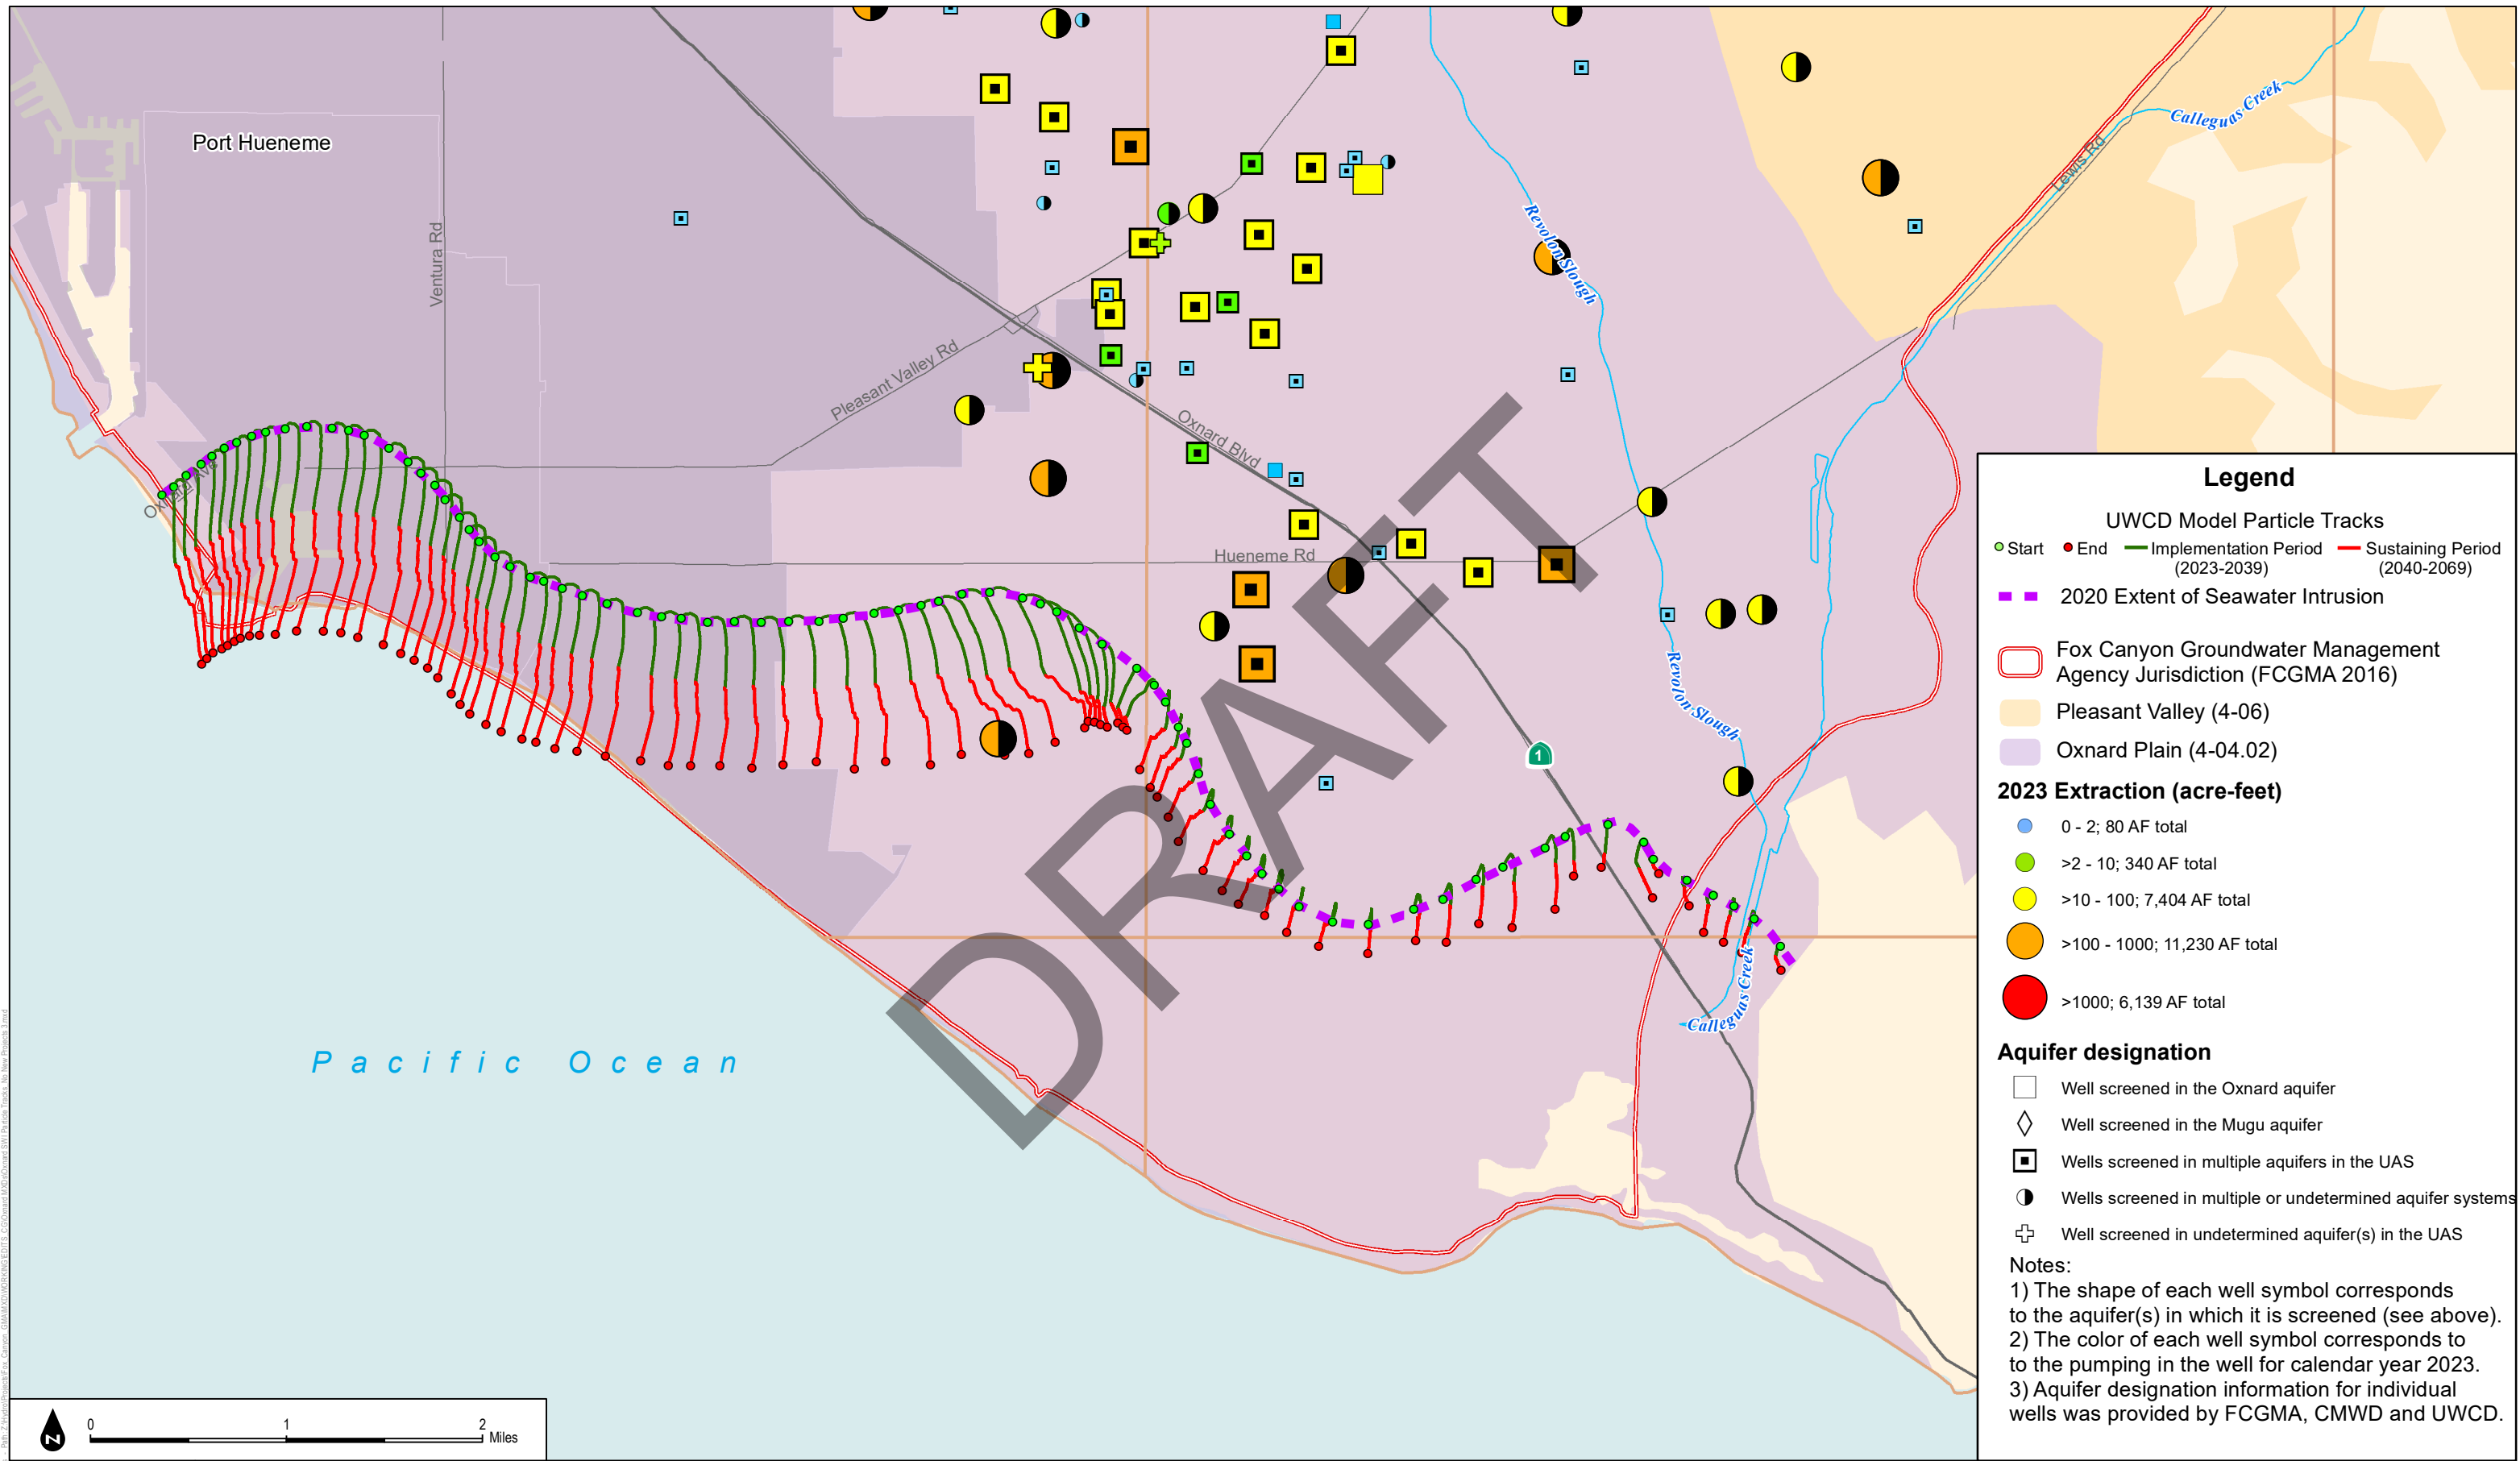 Port Hueneme
Ventura Rd
Pleasant Valley Rd
Oxnard Blvd
Hueneme Rd
Oxnard Ave
Lewis Rd
Revolon Slough
Revolon Slough
Calleguas Creek
Calleguas Creek
1
Pacific Ocean
DRAFT
N
0 1 2
Miles
Legend
UWCD Model Particle Tracks
Start End Implementation Period Sustaining Period
(2023-2039) (2040-2069)
2020 Extent of Seawater Intrusion
Fox Canyon Groundwater Management
Agency Jurisdiction (FCGMA 2016)
Pleasant Valley (4-06)
Oxnard Plain (4-04.02)
2023 Extraction (acre-feet)
0 - 2; 80 AF total
>2 - 10; 340 AF total
>10 - 100; 7,404 AF total
>100 - 1000; 11,230 AF total
>1000; 6,139 AF total
Aquifer designation
Well screened in the Oxnard aquifer
Well screened in the Mugu aquifer
Wells screened in multiple aquifers in the UAS
Wells screened in multiple or undetermined aquifer systems
Well screened in undetermined aquifer(s) in the UAS
Notes:
1) The shape of each well symbol corresponds
to the aquifer(s) in which it is screened (see above).
2) The color of each well symbol corresponds to
to the pumping in the well for calendar year 2023.
3) Aquifer designation information for individual
wells was provided by FCGMA, CMWD and UWCD.